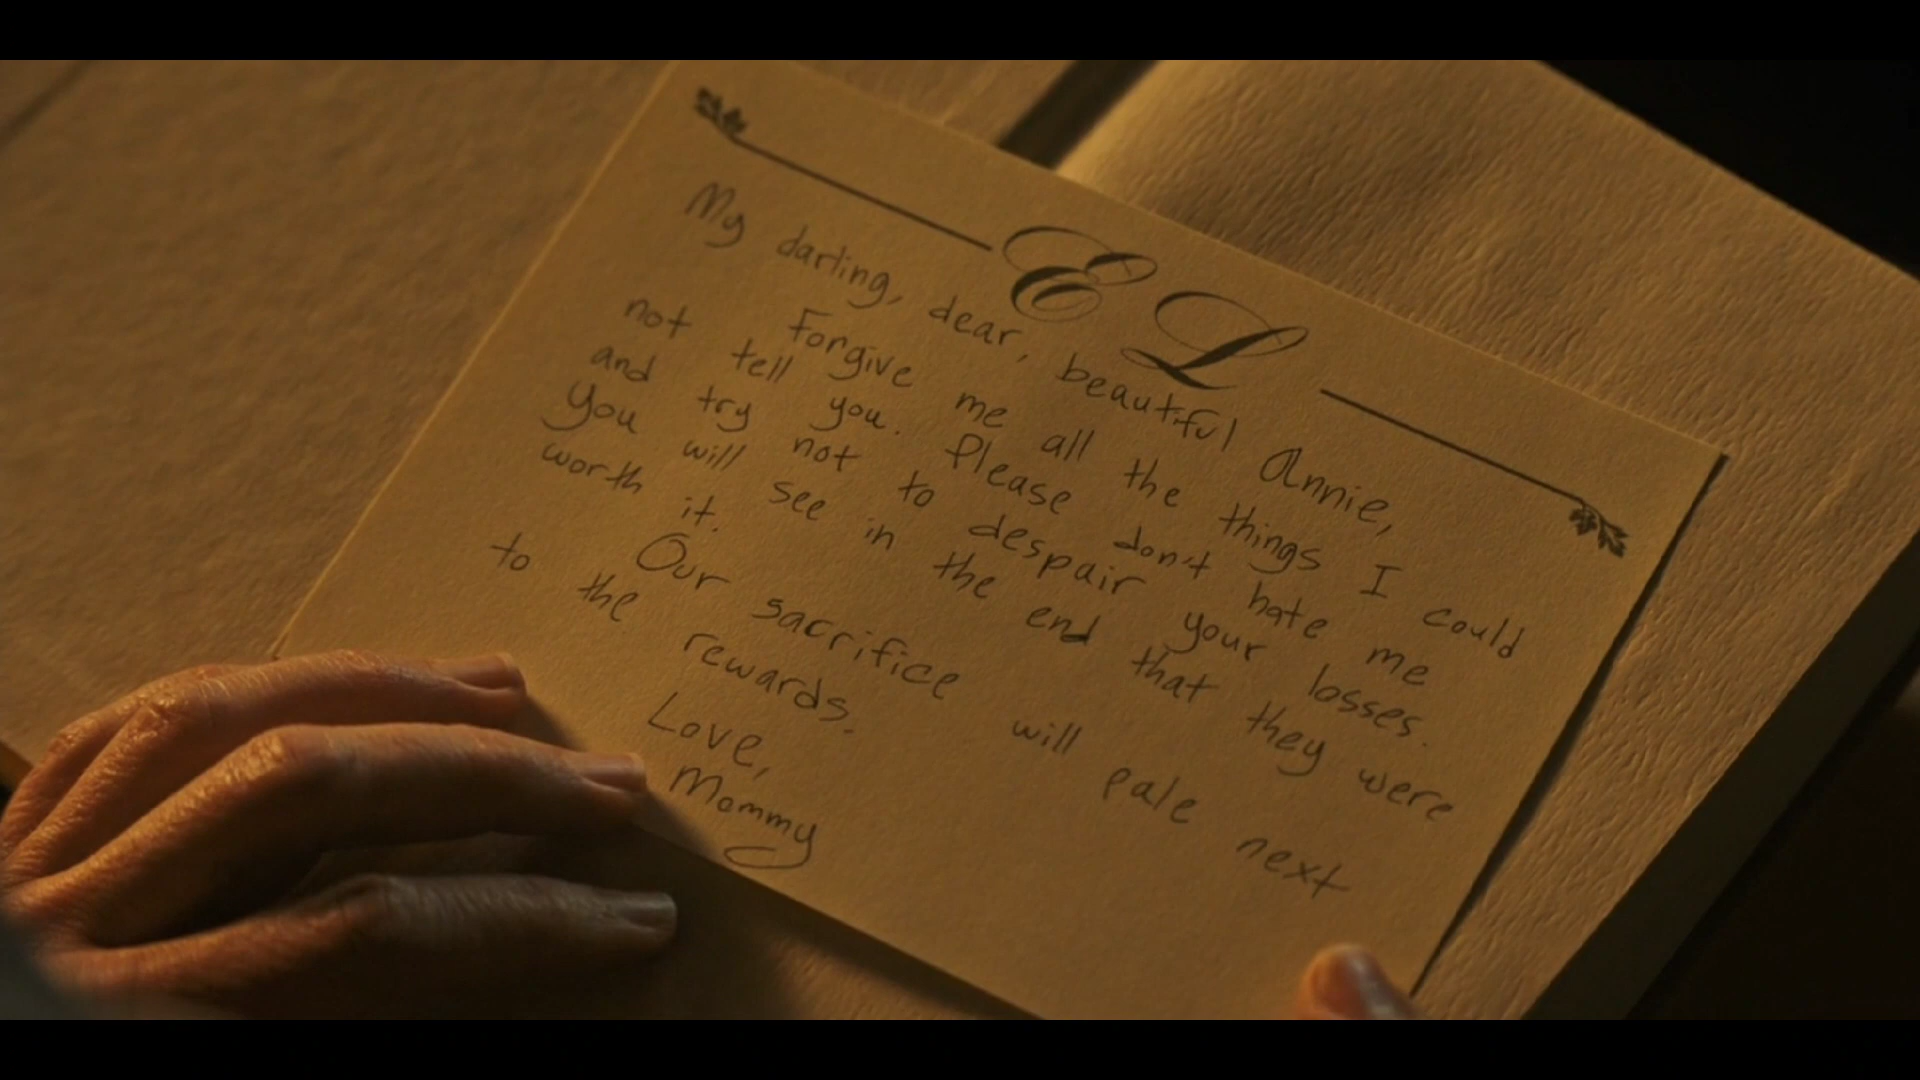 E L
My darling, dear, beautiful Annie,
Forgive me all the things I could
not tell you. Please don't hate me
and try not to despair your losses.
You will see in the end that they were
worth it.
Our sacrifice will pale next
to the rewards.
Love,
Mommy